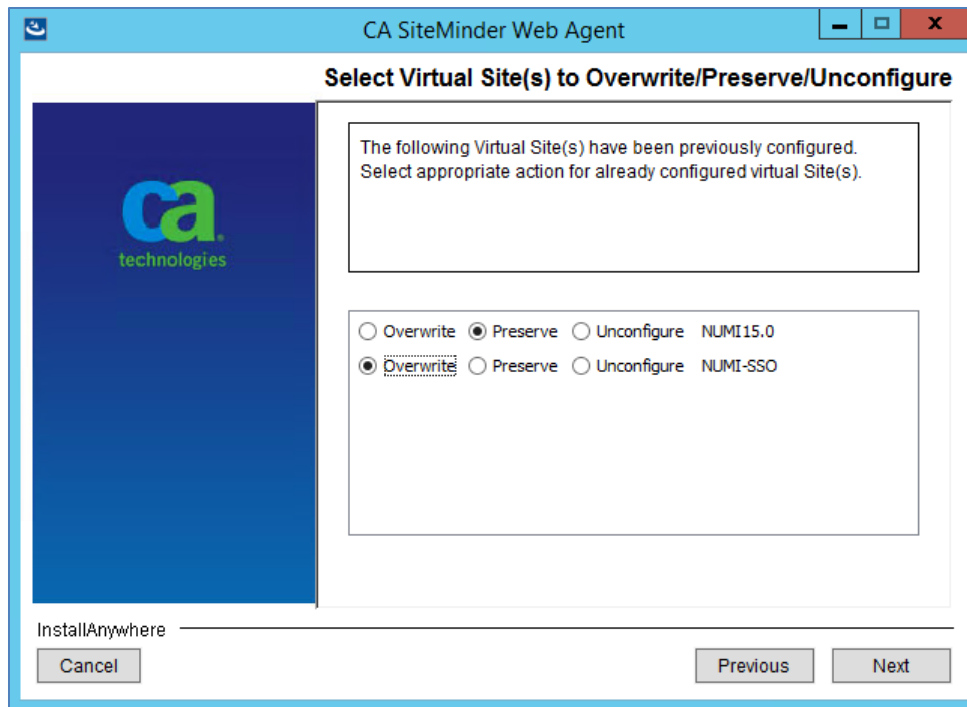 CA SiteMinder Web Agent
Select Virtual Site(s) to Overwrite/Preserve/Unconfigure
ca
technologies
The following Virtual Site(s) have been previously configured.
Select appropriate action for already configured virtual Site(s).
Overwrite Preserve Unconfigure NUMI15.0
Overwrite Preserve Unconfigure NUMI-SSO
InstallAnywhere
Cancel Previous Next